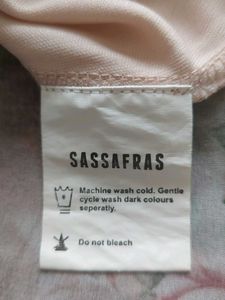 SASSAFRAS
Machine wash cold. Gentle
cycle wash dark colours
seperatly.
Do not bleach